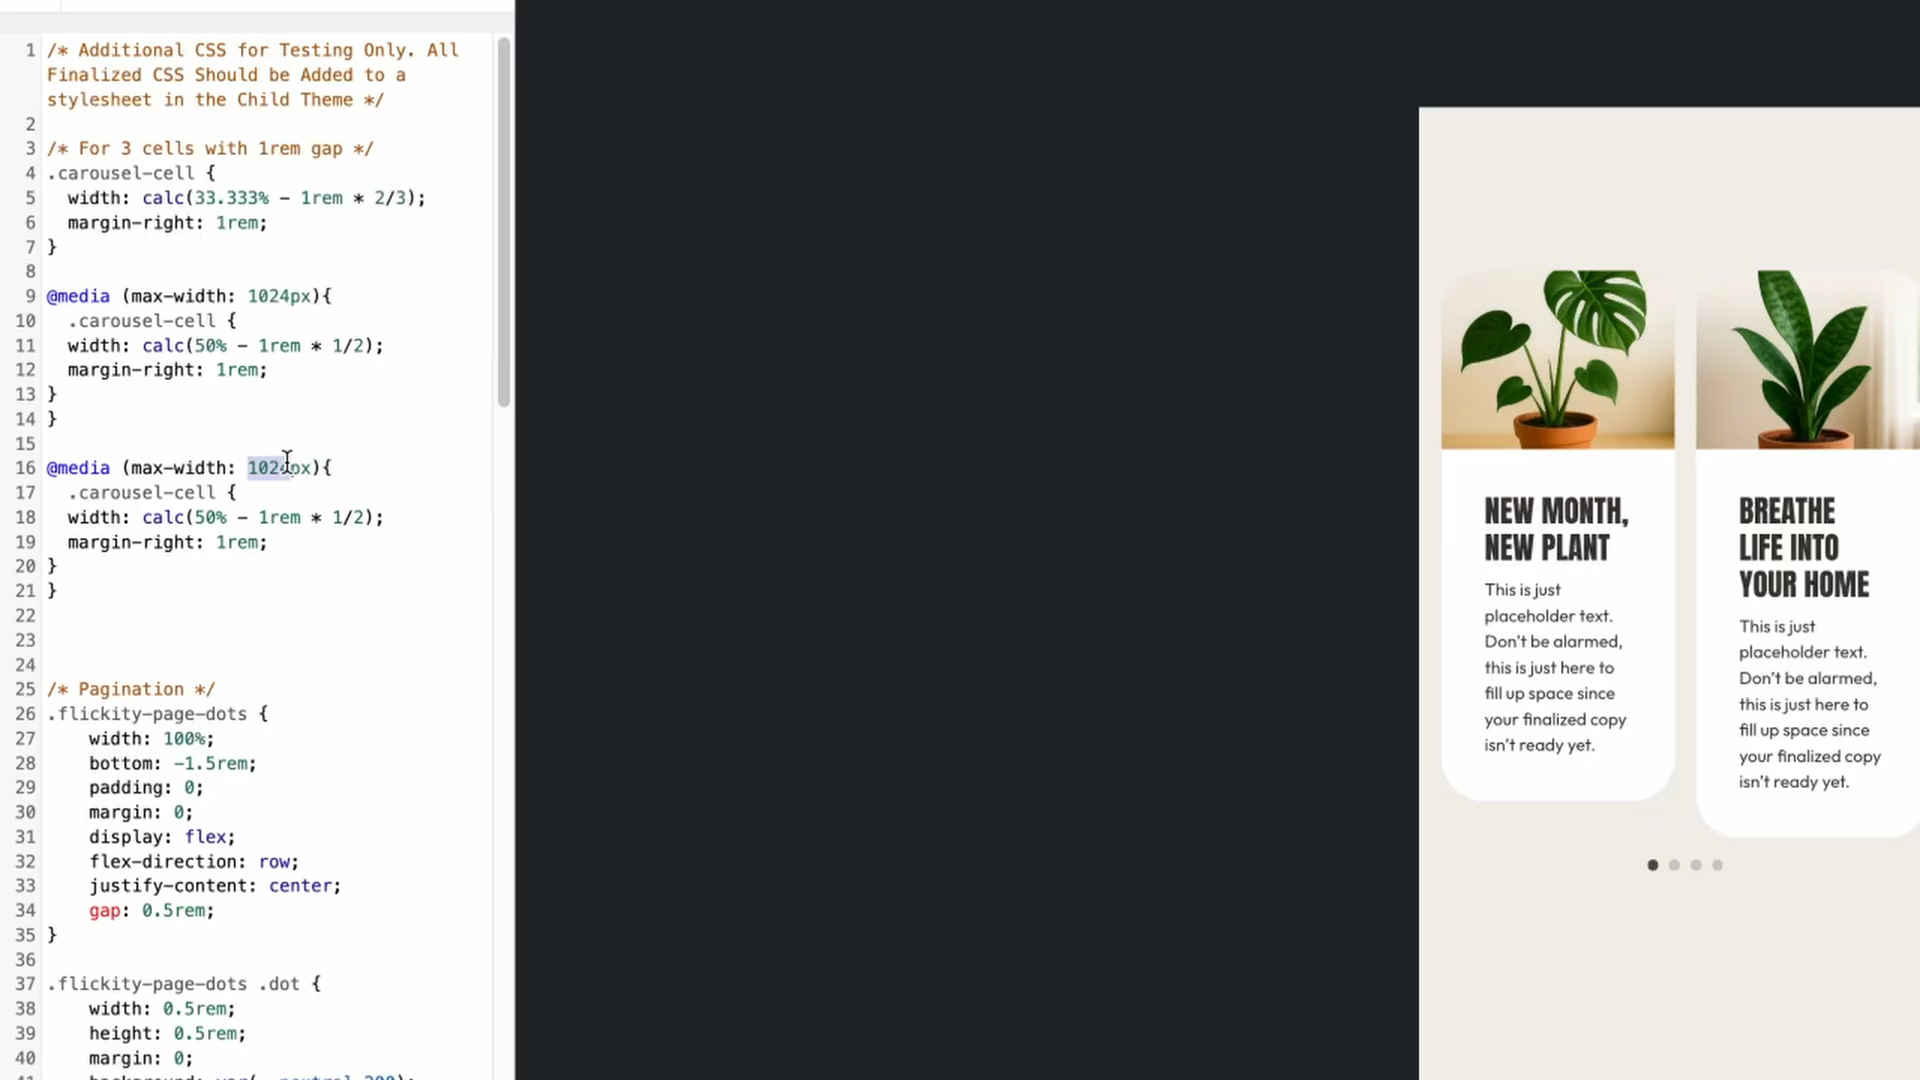 1 /* Additional CSS for Testing Only. All
Finalized CSS Should be Added to a
stylesheet in the Child Theme */
2
3 /* For 3 cells with 1rem gap */
4 .carousel-cell {
5   width: calc(33.333% - 1rem * 2/3);
6   margin-right: 1rem;
7 }
8
9 @media (max-width: 1024px){
10   .carousel-cell {
11   width: calc(50% - 1rem * 1/2);
12   margin-right: 1rem;
13 }
14 }
15
16 @media (max-width: 1024px){
17   .carousel-cell {
18   width: calc(50% - 1rem * 1/2);
19   margin-right: 1rem;
20 }
21 }
22
23
24
25 /* Pagination */
26 .flickity-page-dots {
27     width: 100%;
28     bottom: -1.5rem;
29     padding: 0;
30     margin: 0;
31     display: flex;
32     flex-direction: row;
33     justify-content: center;
34     gap: 0.5rem;
35 }
36
37 .flickity-page-dots .dot {
38     width: 0.5rem;
39     height: 0.5rem;
40     margin: 0;
NEW MONTH,
NEW PLANT
This is just
placeholder text.
Don't be alarmed,
this is just here to
fill up space since
your finalized copy
isn't ready yet.
BREATHE
LIFE INTO
YOUR HOME
This is just
placeholder text.
Don't be alarmed,
this is just here to
fill up space since
your finalized copy
isn't ready yet.